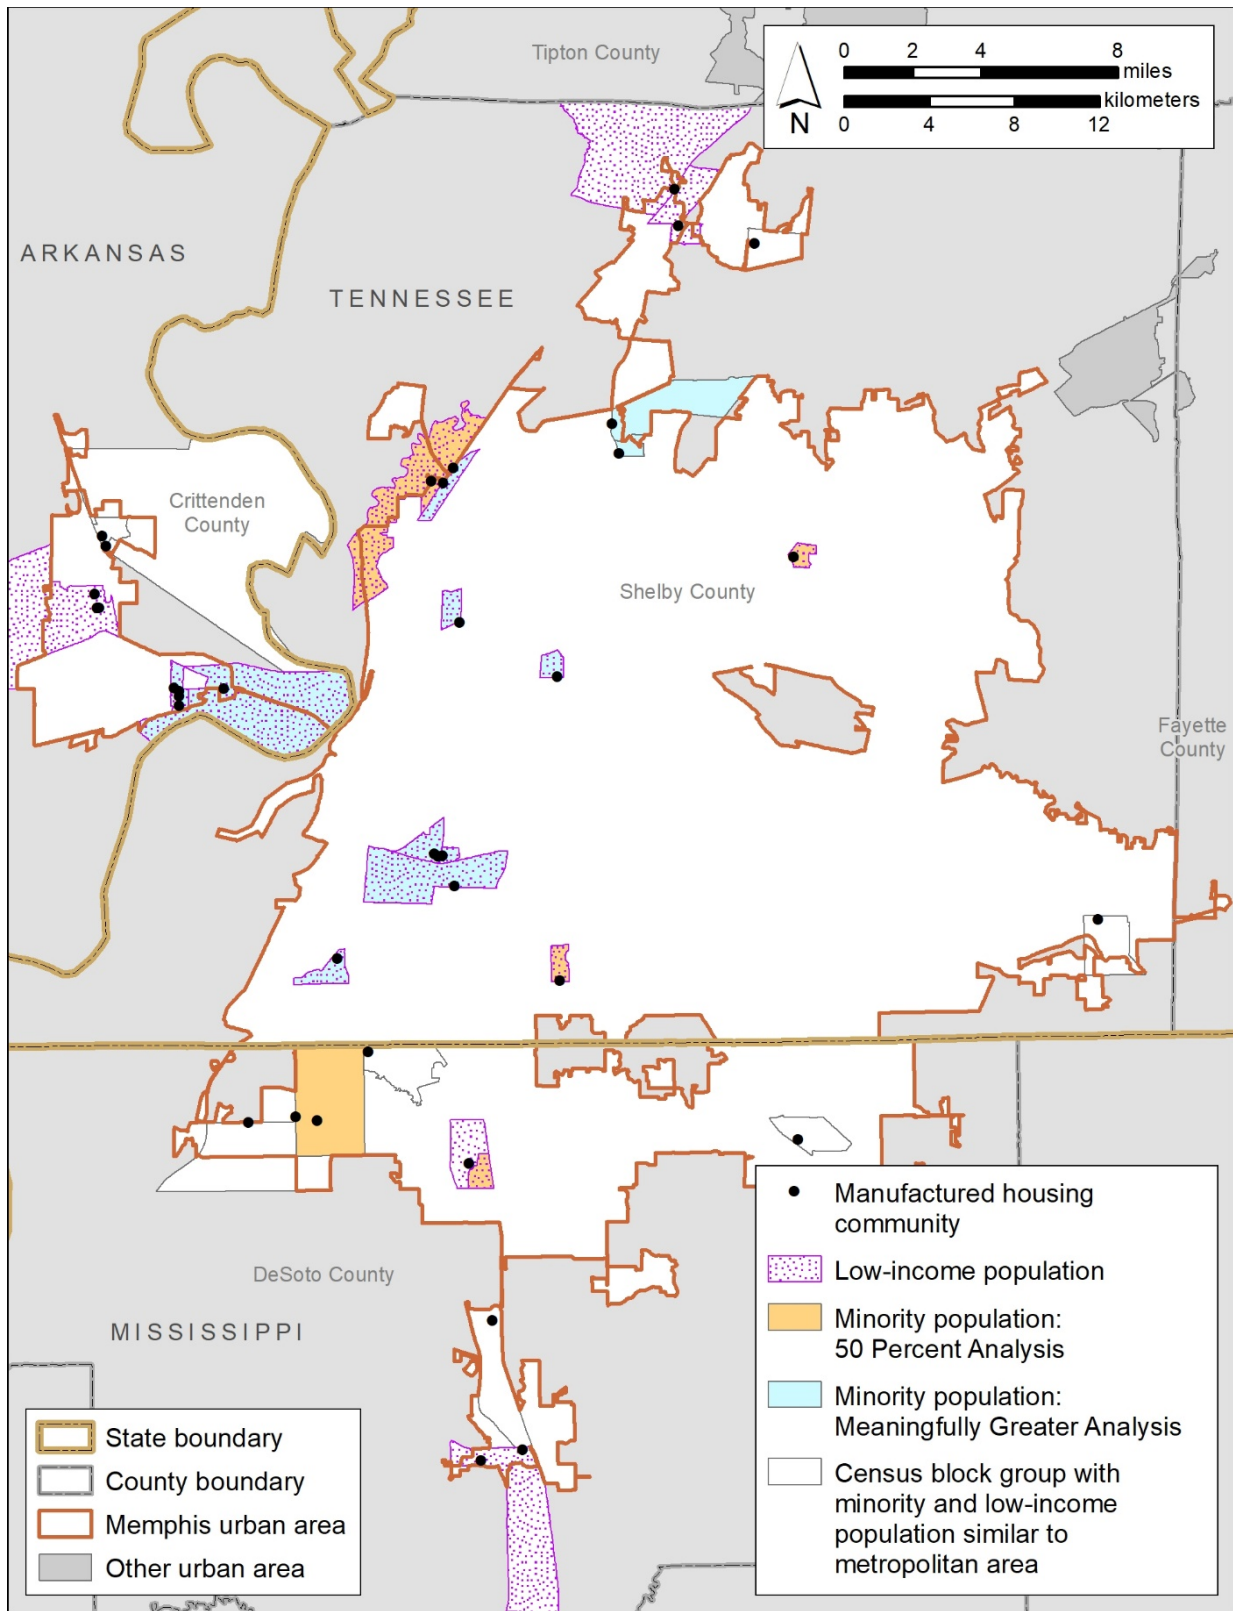 Tipton County
0 2 4 8
miles
kilometers
0 4 8 12
N
ARKANSAS
TENNESSEE
Crittenden
County
Shelby County
Fayette
County
DeSoto County
MISSISSIPPI
Manufactured housing
community
Low-income population
Minority population:
50 Percent Analysis
Minority population:
Meaningfully Greater Analysis
Census block group with
minority and low-income
population similar to
metropolitan area
State boundary
County boundary
Memphis urban area
Other urban area